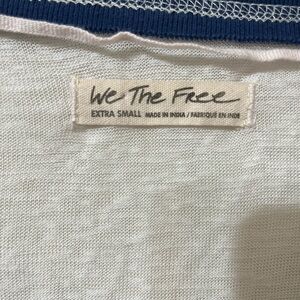 We The Free
EXTRA SMALL MADE IN INDIA / FABRIQUÉ EN INDE